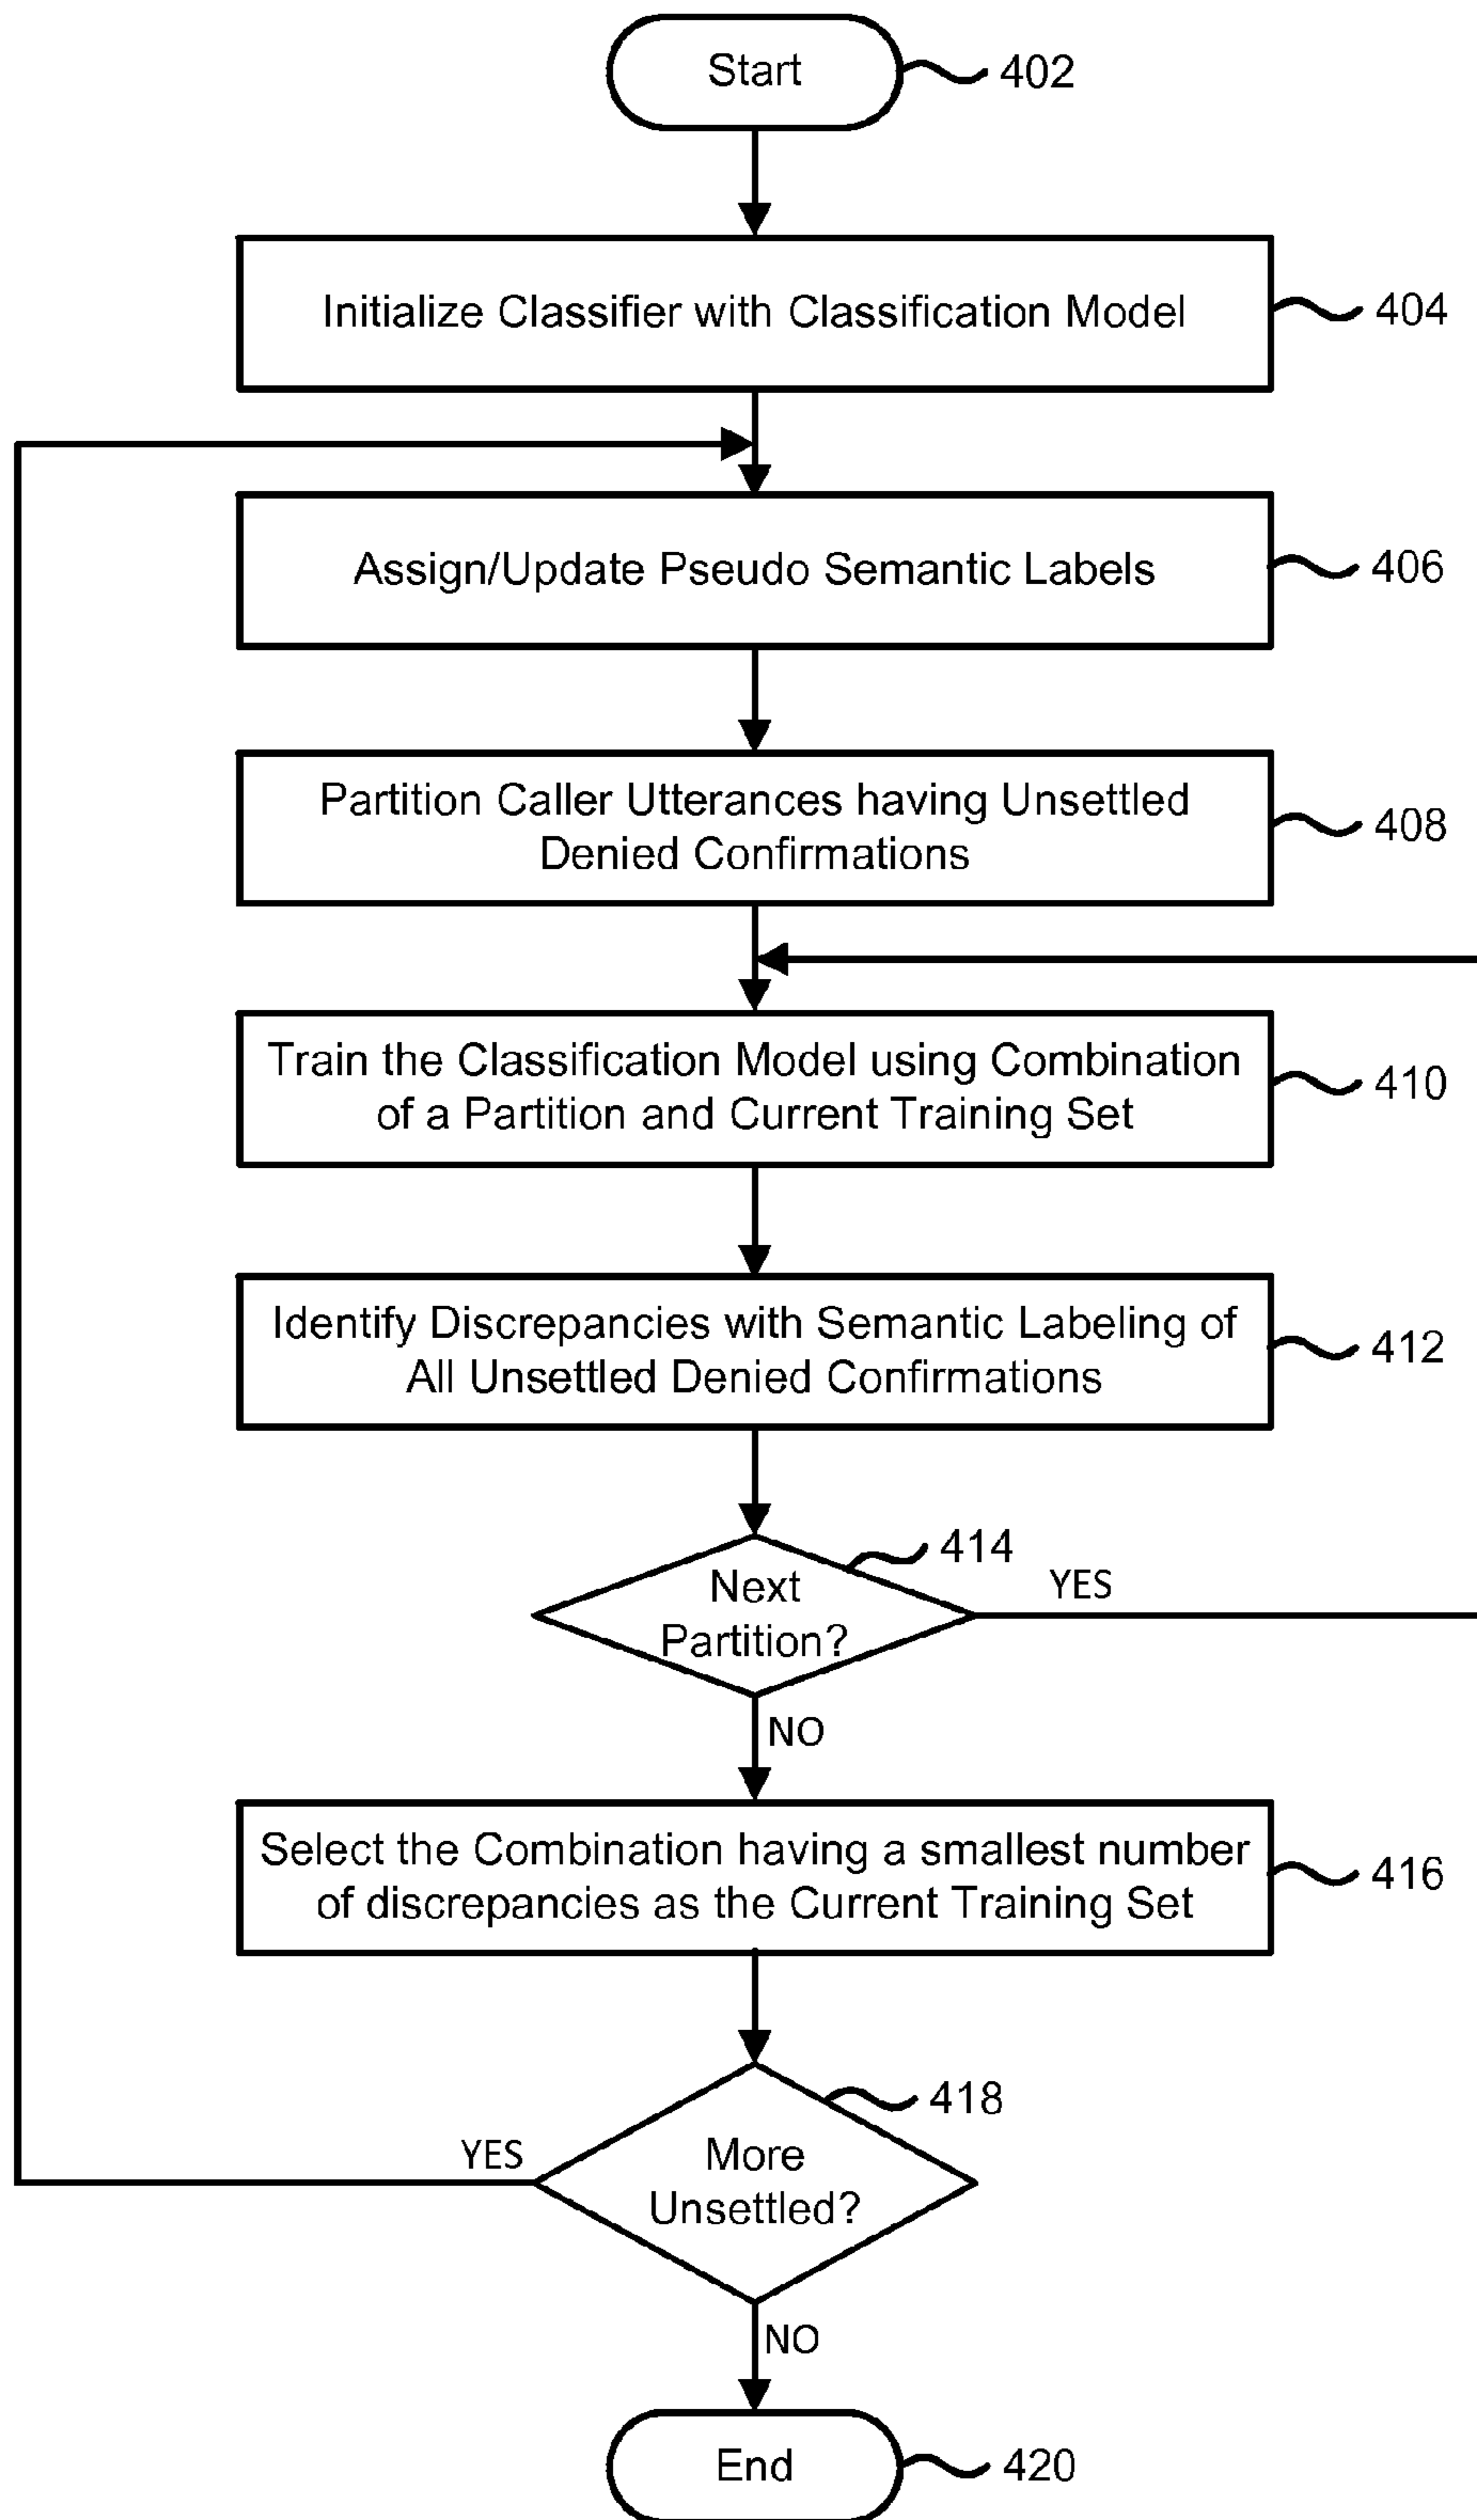 Start
402
Initialize Classifier with Classification Model
404
Assign/Update Pseudo Semantic Labels
406
Partition Caller Utterances having Unsettled
Denied Confirmations
408
Train the Classification Model using Combination
of a Partition and Current Training Set
410
Identify Discrepancies with Semantic Labeling of
All Unsettled Denied Confirmations
412
414
Next
Partition?
YES
NO
Select the Combination having a smallest number
of discrepancies as the Current Training Set
416
418
YES
More
Unsettled?
NO
End
420